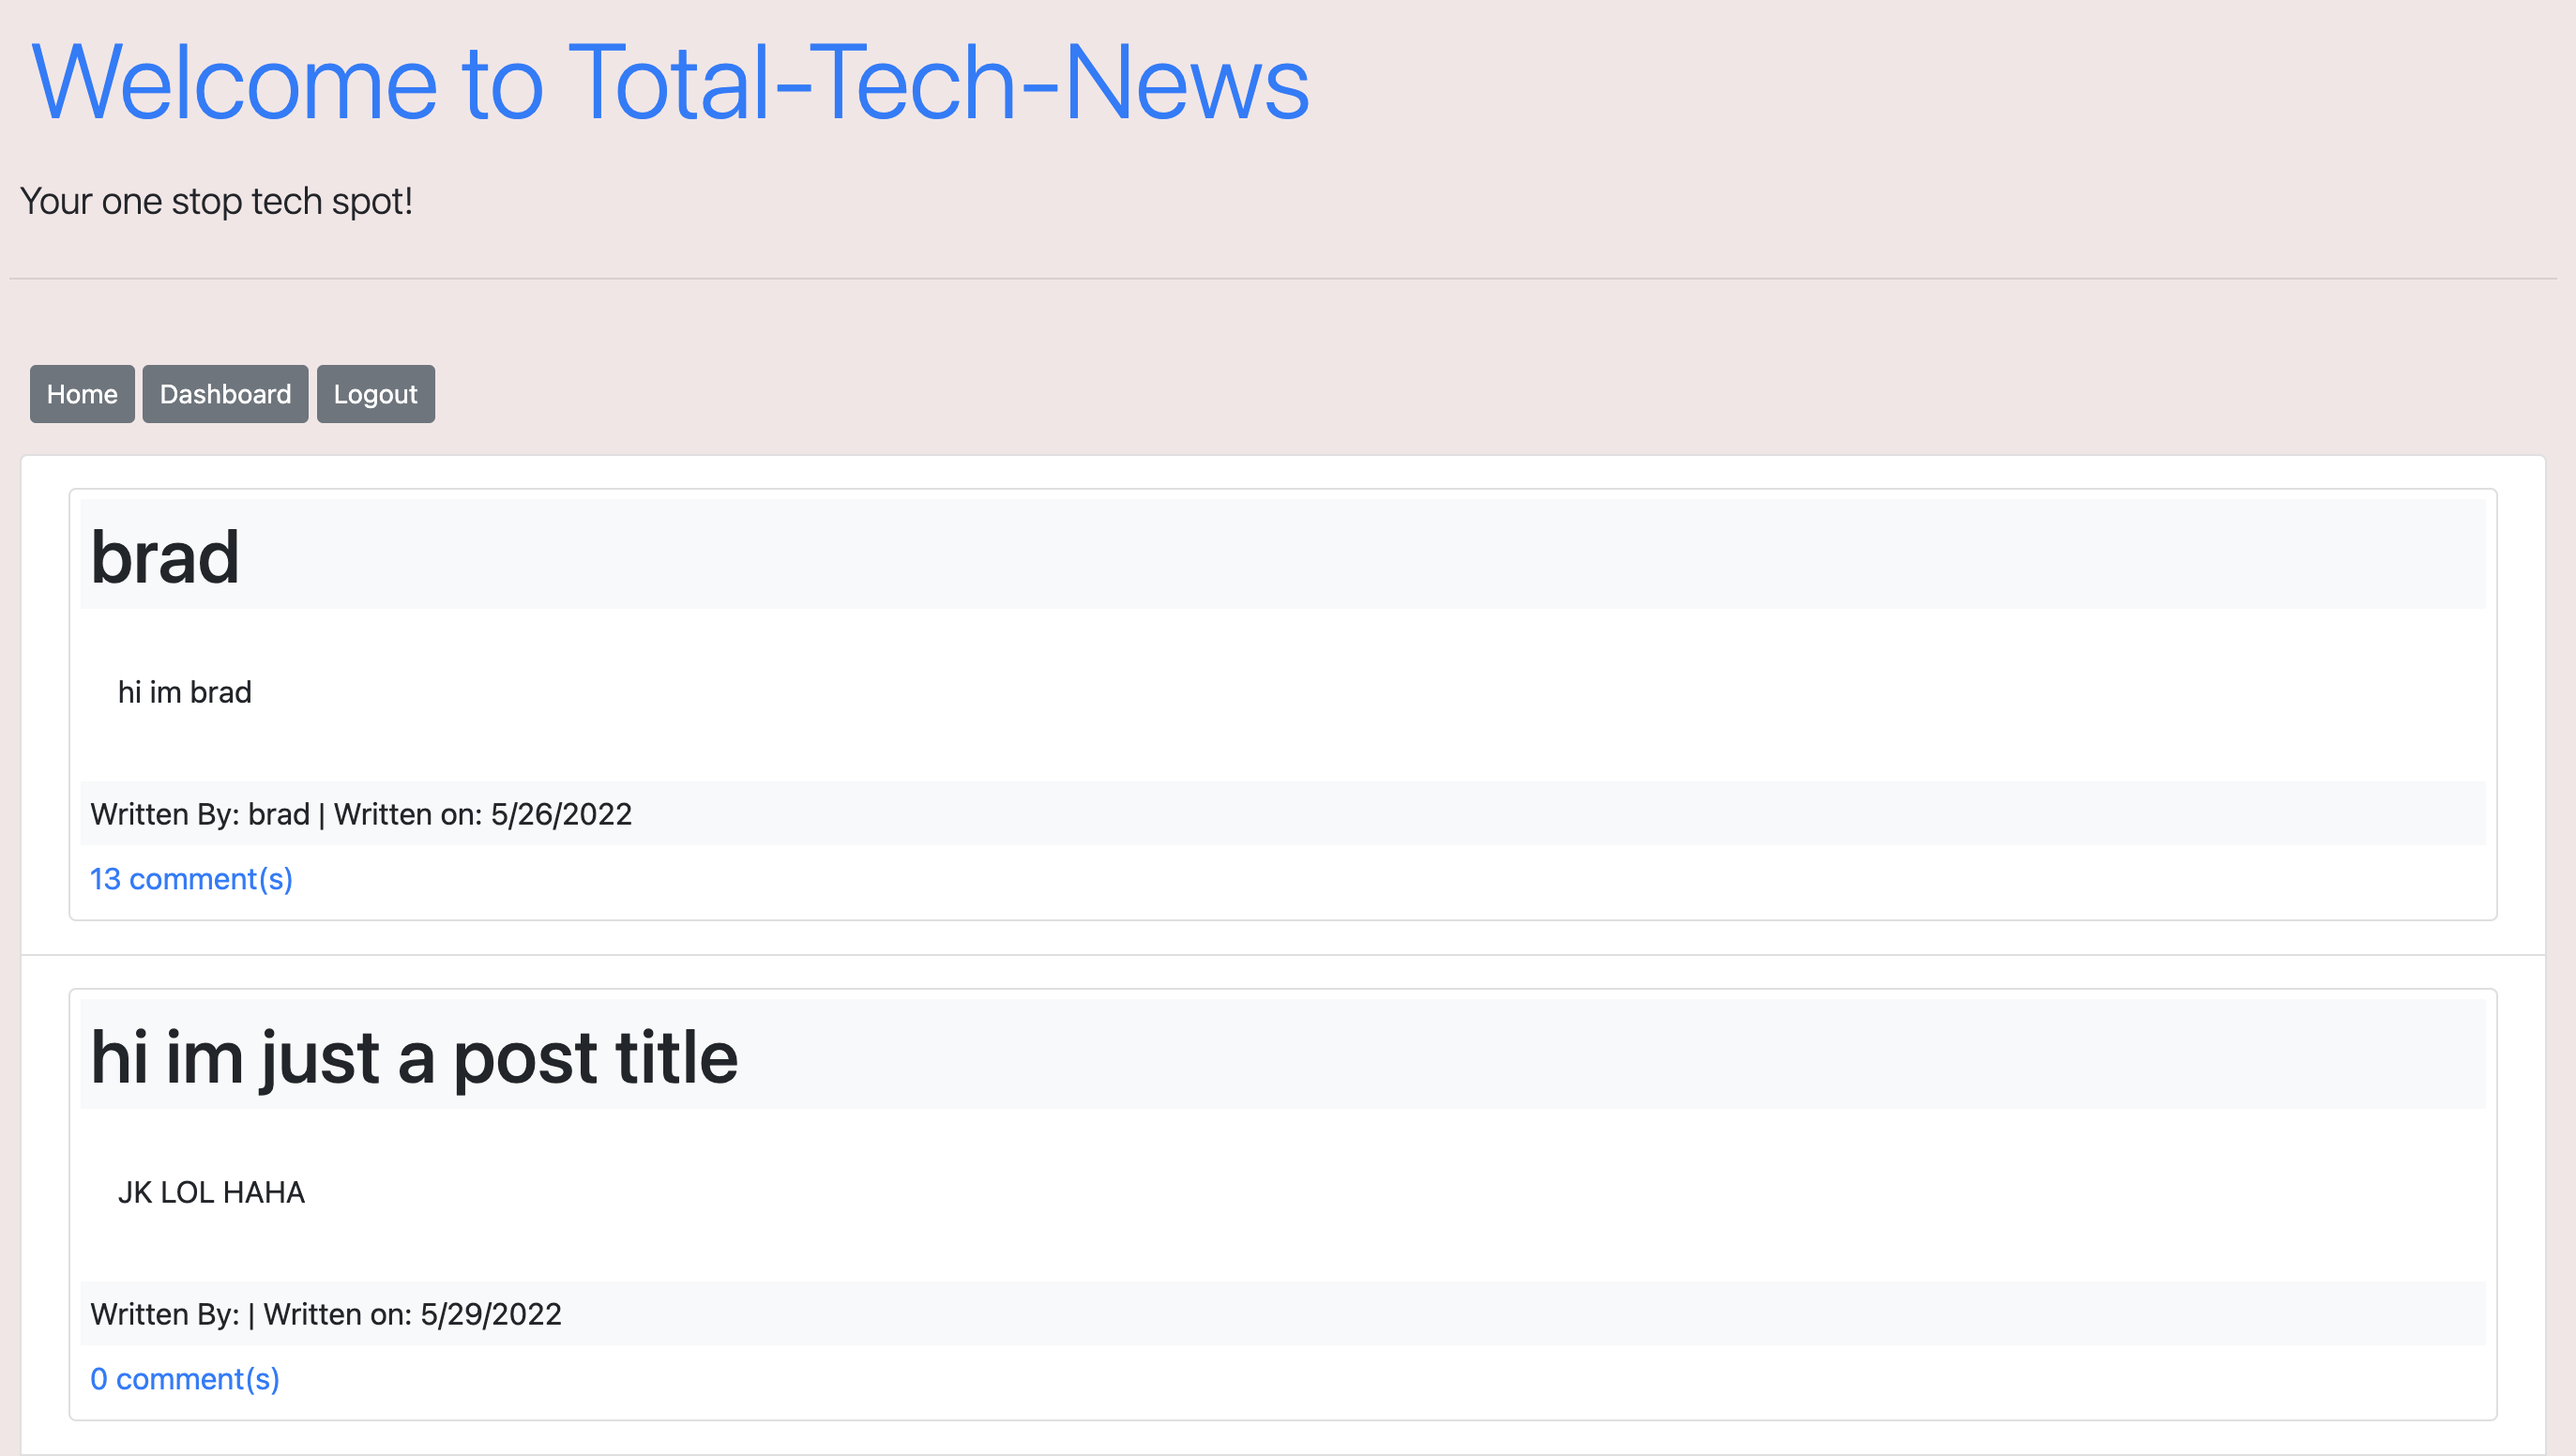 Welcome to Total-Tech-News
Your one stop tech spot!
Home Dashboard Logout
brad
hi im brad
Written By: brad | Written on: 5/26/2022
13 comment(s)
hi im just a post title
JK LOL HAHA
Written By: | Written on: 5/29/2022
0 comment(s)